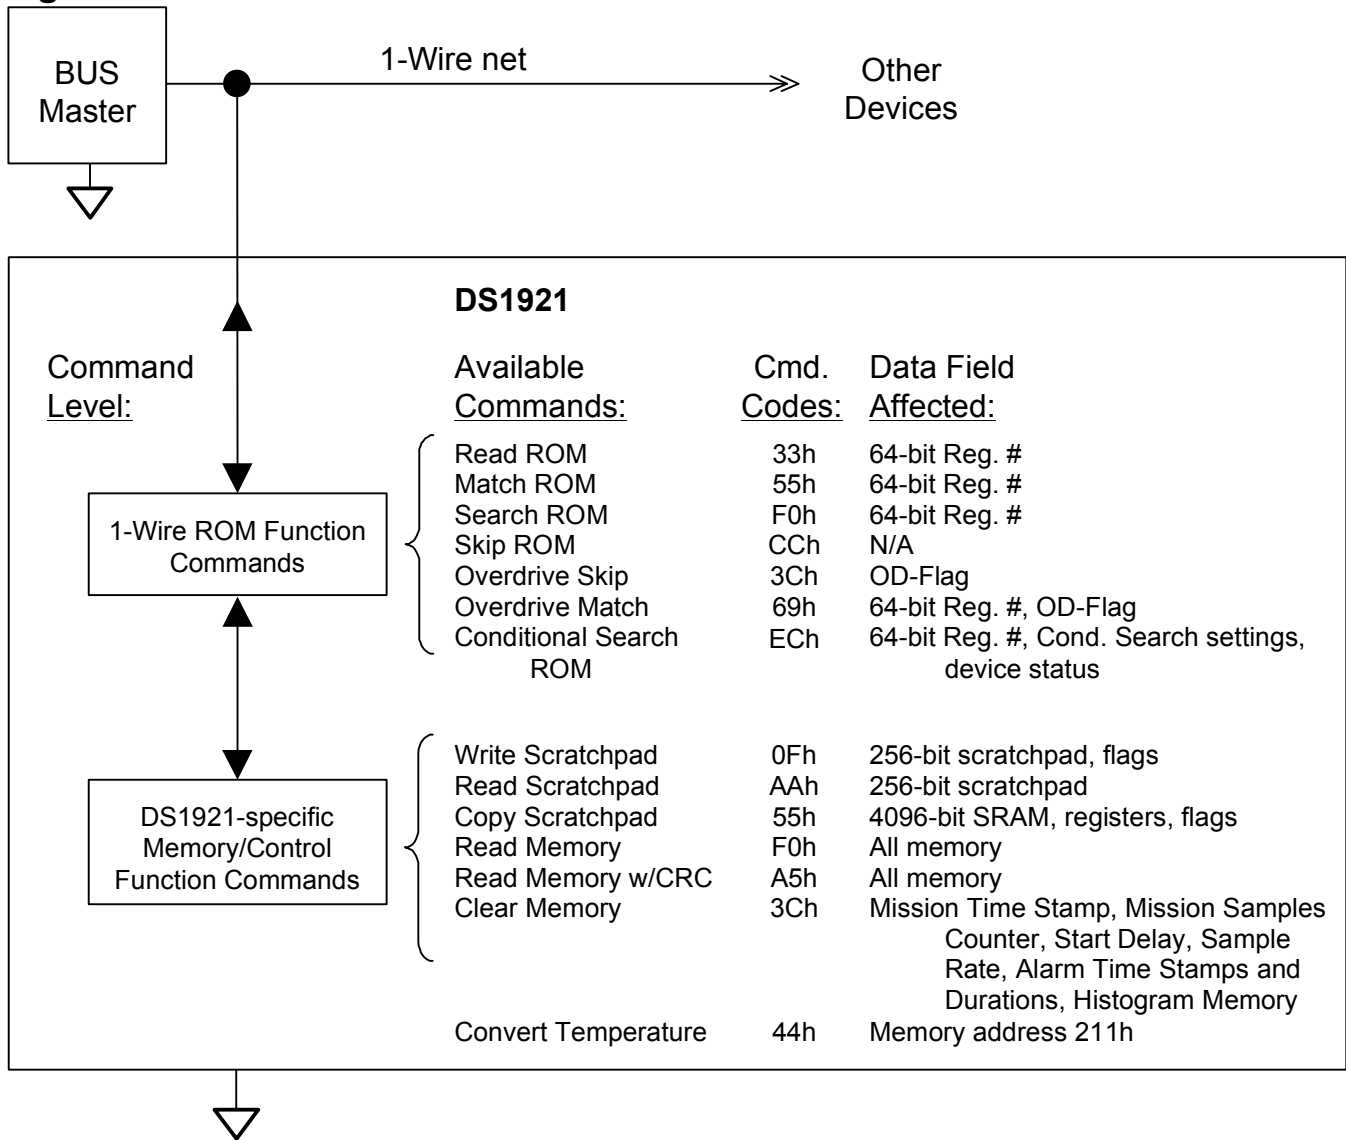 BUS
Master
1-Wire net
Other
Devices
DS1921
Command
Level:
Available
Commands:
Cmd.
Codes:
Data Field
Affected:
1-Wire ROM Function
Commands
Read ROM 33h 64-bit Reg. #
Match ROM 55h 64-bit Reg. #
Search ROM F0h 64-bit Reg. #
Skip ROM CCh N/A
Overdrive Skip 3Ch OD-Flag
Overdrive Match 69h 64-bit Reg. #, OD-Flag
Conditional Search ECh 64-bit Reg. #, Cond. Search settings,
ROM device status
DS1921-specific
Memory/Control
Function Commands
Write Scratchpad 0Fh 256-bit scratchpad, flags
Read Scratchpad AAh 256-bit scratchpad
Copy Scratchpad 55h 4096-bit SRAM, registers, flags
Read Memory F0h All memory
Read Memory w/CRC A5h All memory
Clear Memory 3Ch Mission Time Stamp, Mission Samples
Counter, Start Delay, Sample
Rate, Alarm Time Stamps and
Durations, Histogram Memory
Convert Temperature 44h Memory address 211h